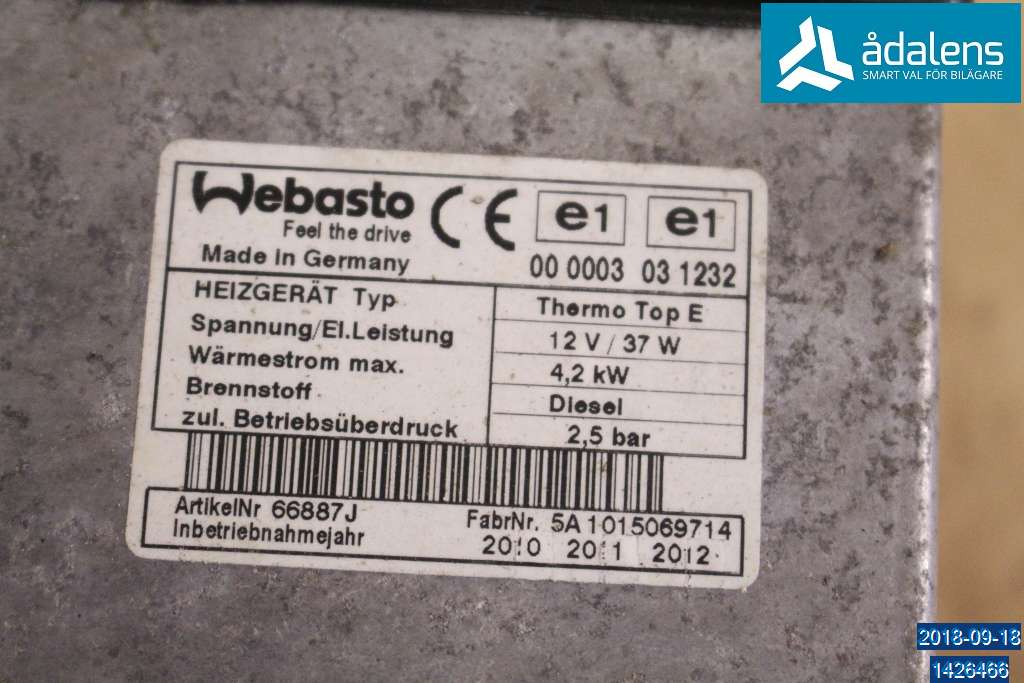 ådalens
SMART VAL FÖR BILÄGARE
Webasto
Feel the drive
Made in Germany
CE
e1 e1
00 0003 03 1232
HEIZGERÄT Typ Thermo Top E
Spannung/El.Leistung 12 V / 37 W
Wärmestrom max. 4,2 kW
Brennstoff Diesel
zul. Betriebsüberdruck 2,5 bar
ArtikelNr 66887J FabrNr. 5A1015069714
Inbetriebnahmejahr 2010 2011 2012
2018-09-18
1426466